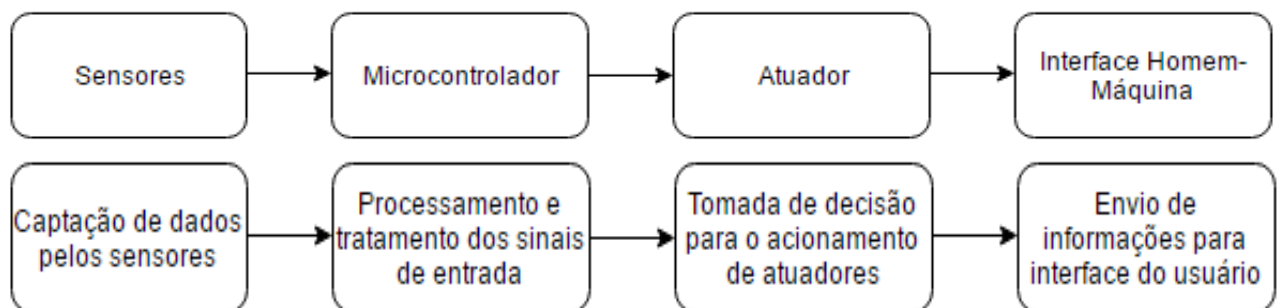 Sensores
Microcontrolador
Atuador
Interface Homem-
Máquina
Captação de dados
pelos sensores
Processamento e
tratamento dos sinais
de entrada
Tomada de decisão
para o acionamento
de atuadores
Envio de
informações para
interface do usuário